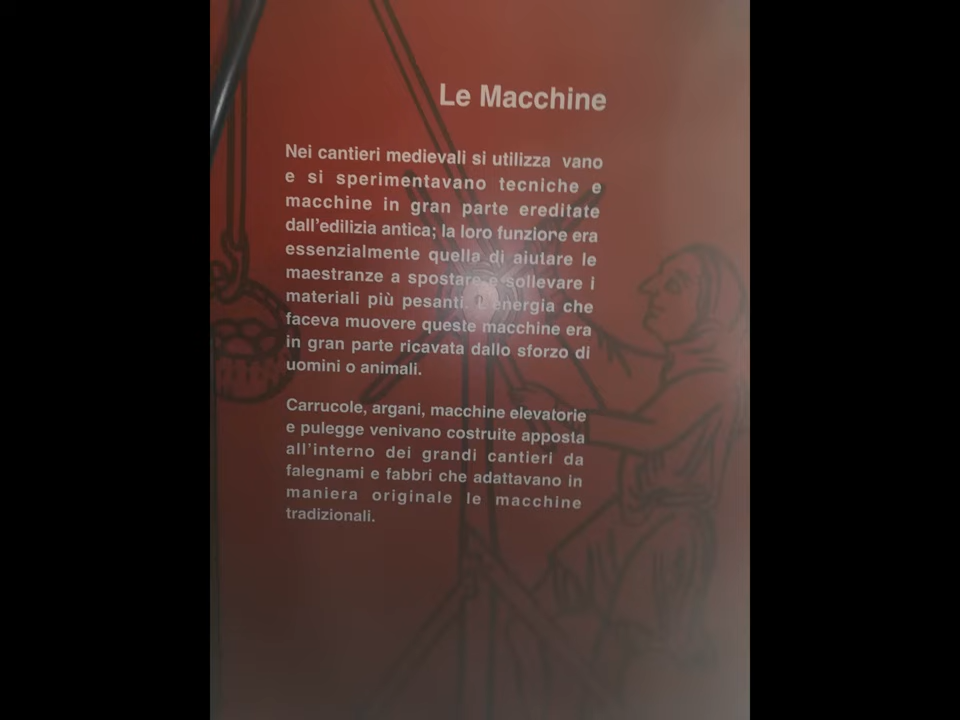 Le Macchine
Nei cantieri medievali si utilizza vano
e si sperimentavano tecniche e
macchine in gran parte ereditate
dall'edilizia antica; la loro funzione era
essenzialmente quella di aiutare le
maestranze a spostare e sollevare i
materiali più pesanti. L'energia che
faceva muovere queste macchine era
in gran parte ricavata dallo sforzo di
uomini o animali.
Carrucole, argani, macchine elevatorie
e pulegge venivano costruite apposta
all'interno dei grandi cantieri da
falegnami e fabbri che adattavano in
maniera originale le macchine
tradizionali.